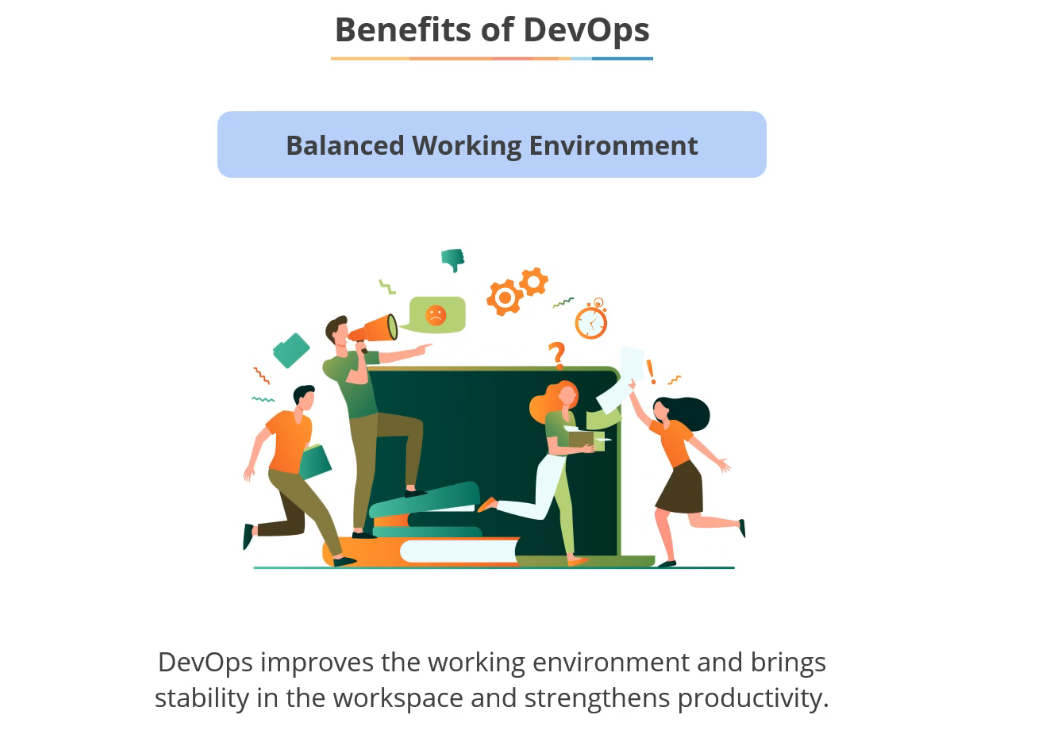 Benefits of DevOps
Balanced Working Environment
?
!
DevOps improves the working environment and brings
stability in the workspace and strengthens productivity.